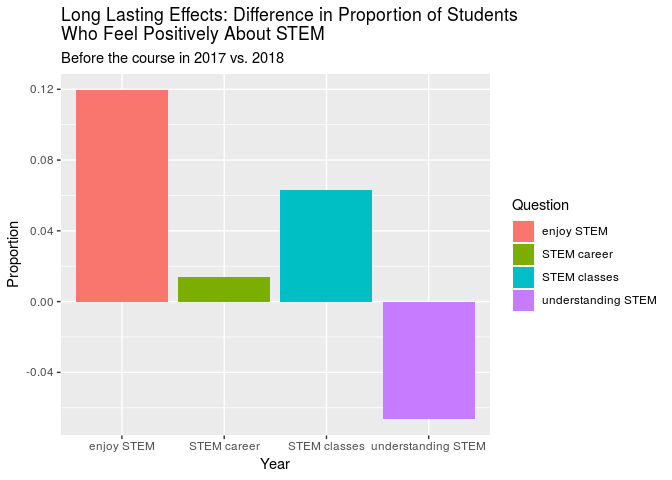 Long Lasting Effects: Difference in Proportion of Students
Who Feel Positively About STEM
Before the course in 2017 vs. 2018
0.12
0.08
0.04
0.00
-0.04
Proportion
enjoy STEM
STEM career
STEM classes
understanding STEM
Year
Question
enjoy STEM
STEM career
STEM classes
understanding STEM